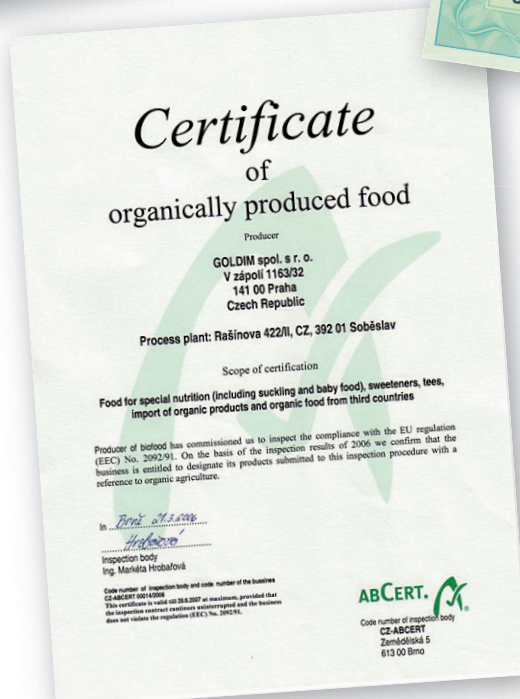 Certificate
of
organically produced food
Producer
GOLDIM spol. s r. o.
V zápolí 1163/32
141 00 Praha
Czech Republic
Process plant: Rašínova 422/II, CZ, 392 01 Soběslav
Scope of certification
Food for special nutrition (including suckling and baby food), sweeteners, tees,
import of organic products and organic food from third countries
Producer of biofood has commissioned us to inspect the compliance with the EU regulation
(EEC) No. 2092/91. On the basis of the inspection results of 2006 we confirm that the
business is entitled to designate its products submitted to this inspection procedure with a
reference to organic agriculture.
In Brně 21.3.2006
Hrobařová
Inspection body
Ing. Markéta Hrobařová
Code number of inspection body and code number of the bussines
CZ-ABCERT 00014/2006
This certificate is valid till 28.6.2007 at maximum, provided that
the inspection contract continues uninterrupted and the business
does not violate the regulation (EEC) No. 2092/91.
ABCERT.
Code number of inspection body
CZ-ABCERT
Zemědělská 5
613 00 Brno